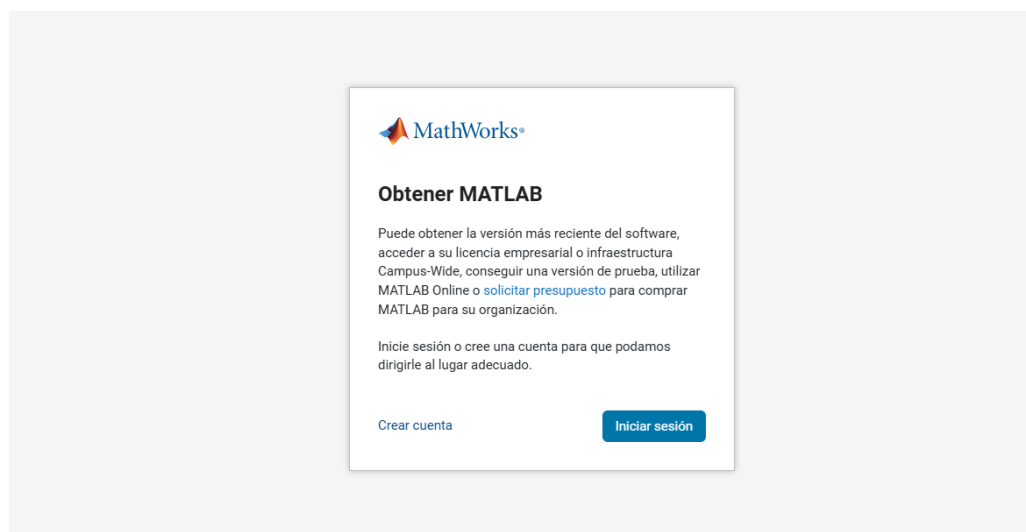 MathWorks®
Obtener MATLAB
Puede obtener la versión más reciente del software,
acceder a su licencia empresarial o infraestructura
Campus-Wide, conseguir una versión de prueba, utilizar
MATLAB Online o solicitar presupuesto para comprar
MATLAB para su organización.
Inicie sesión o cree una cuenta para que podamos
dirigirle al lugar adecuado.
Crear cuenta
Iniciar sesión